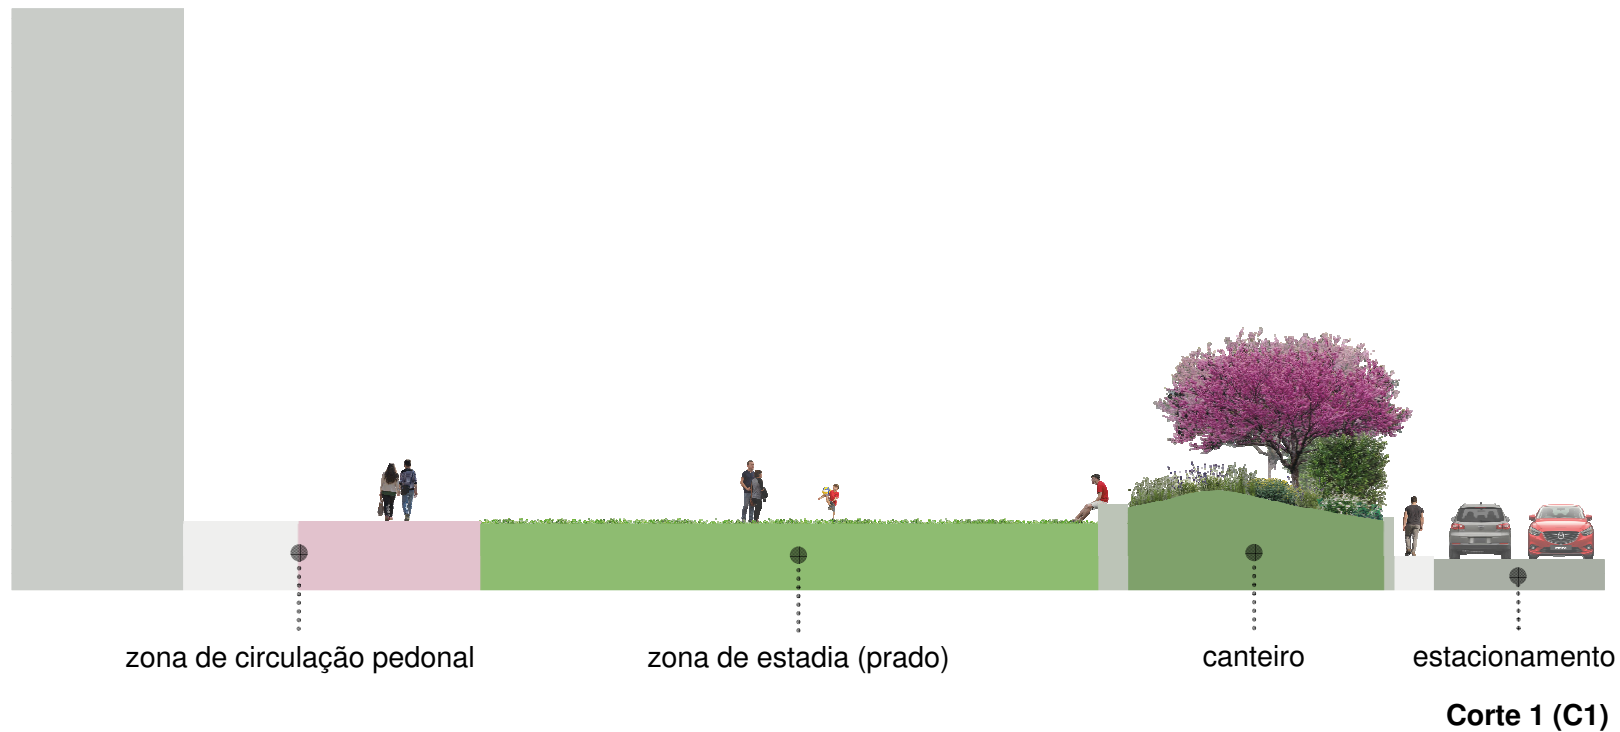 zona de circulação pedonal
zona de estadia (prado)
canteiro
estacionamento
Corte 1 (C1)